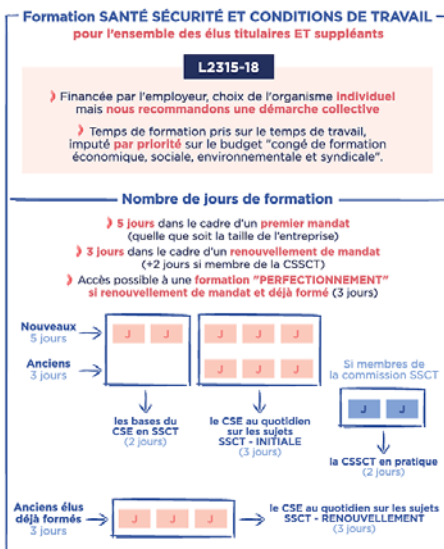 Formation SANTÉ SÉCURITÉ ET CONDITIONS DE TRAVAIL
pour l'ensemble des élus titulaires ET suppléants
L2315-18
Financée par l'employeur, choix de l'organisme individuel
mais nous recommandons une démarche collective
Temps de formation pris sur le temps de travail,
imputé par priorité sur le budget "congé de formation
économique, sociale, environnementale et syndicale".
Nombre de jours de formation
5 jours dans le cadre d'un premier mandat
(quelle que soit la taille de l'entreprise)
3 jours dans le cadre d'un renouvellement de mandat
(+2 jours si membre de la CSSCT)
Accès possible à une formation "PERFECTIONNEMENT"
si renouvellement de mandat et déjà formé (3 jours)
Nouveaux
5 jours
J J J J J
Anciens
3 jours
J J J
Si membres de
la commission SSCT
J J
les bases du
CSE en SSCT
(2 jours)
le CSE au quotidien
sur les sujets
SSCT - INITIALE
(3 jours)
la CSSCT en pratique
(2 jours)
Anciens élus
déjà formés
3 jours
J J J
le CSE au quotidien sur les sujets
SSCT - RENOUVELLEMENT
(3 jours)